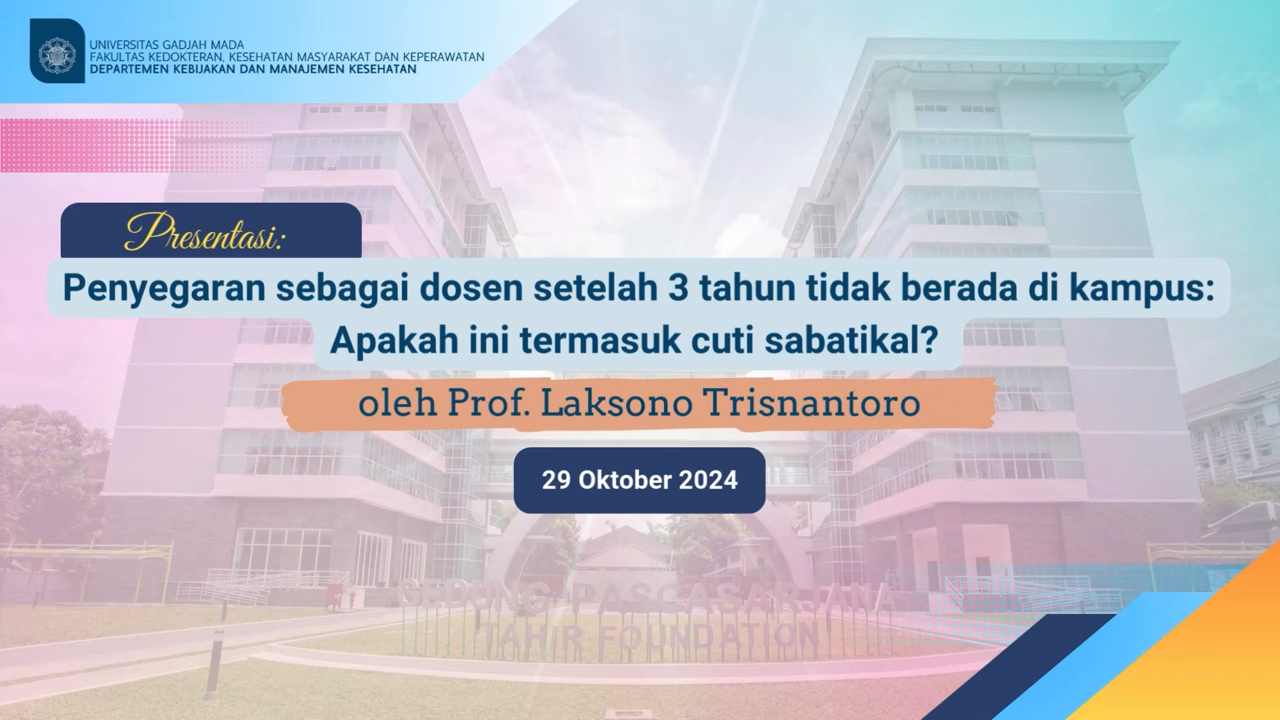 UNIVERSITAS GADJAH MADA
FAKULTAS KEDOKTERAN, KESEHATAN MASYARAKAT DAN KEPERAWATAN
DEPARTEMEN KEBIJAKAN DAN MANAJEMEN KESEHATAN
Presentasi:
Penyegaran sebagai dosen setelah 3 tahun tidak berada di kampus:
Apakah ini termasuk cuti sabatikal?
oleh Prof. Laksono Trisnantoro
29 Oktober 2024
GEDUNG PASCASARJANA
TAHIR FOUNDATION